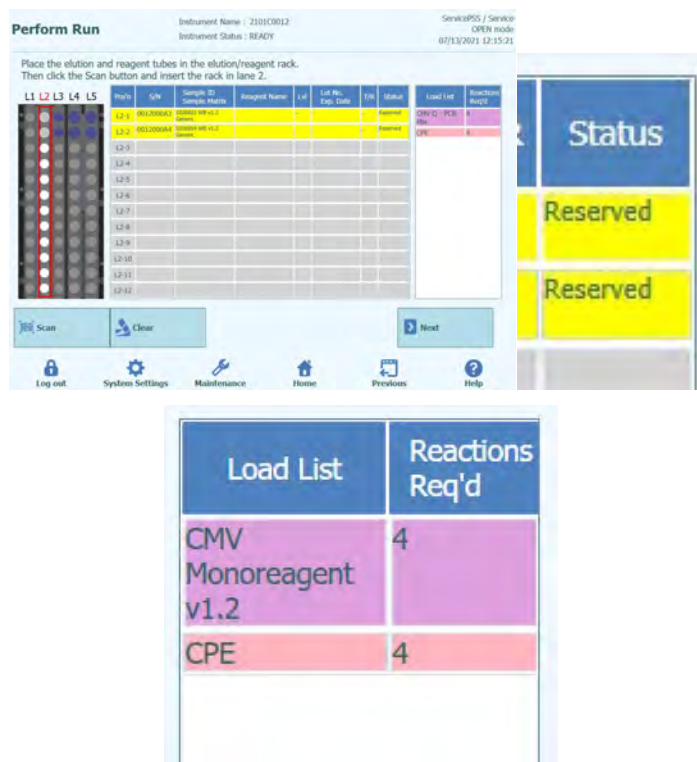 Perform Run
Instrument Name : 2101C0012
Instrument Status : READY
ServicePSS / Service
OPEN mode
07/13/2021 12:15:21
Place the elution and reagent tubes in the elution/reagent rack.
Then click the Scan button and insert the rack in lane 2.
L1 L2 L3 L4 L5
Pos'n S/N Sample ID Reagent Name Lvl Lot No. T/R Status
Sample Matrix Exp. Date
Load List Reactions
Req'd
L2-1 Reserved
L2-2 Reserved
CMV Q - PCB 4
CPE 4
L2-3
L2-4
L2-5
L2-6
L2-7
L2-8
L2-9
L2-10
L2-11
L2-12
Scan
Clear
Next
Log out
System Settings
Maintenance
Home
Previous
Help
Status
Reserved
Reserved
Load List
Reactions
Req'd
CMV 4
Monoreagent
v1.2
CPE 4